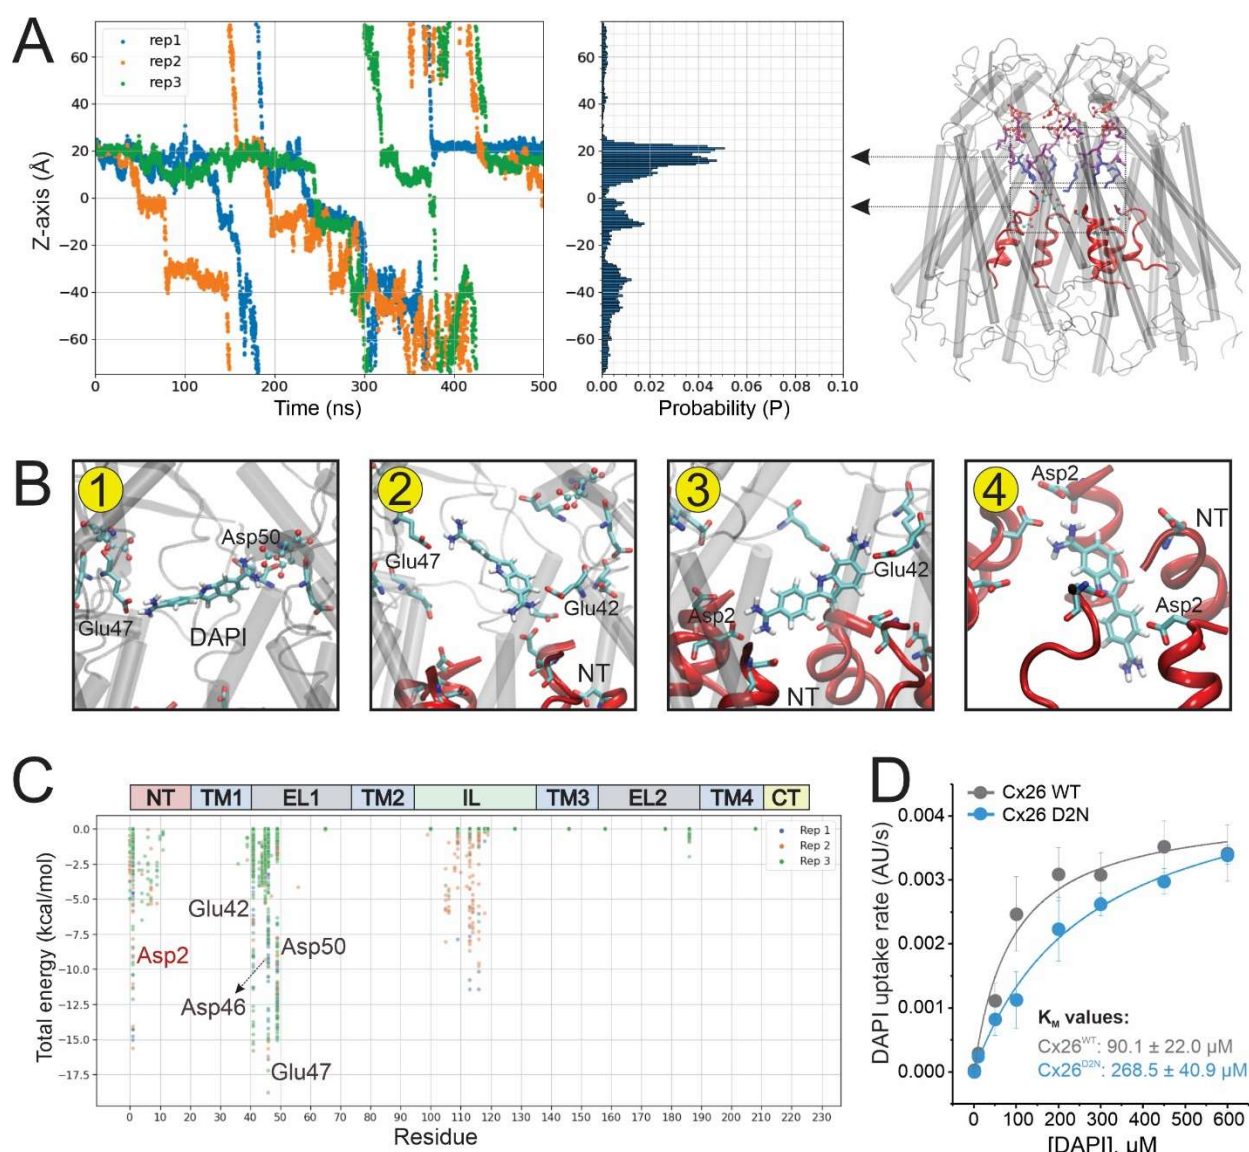 A
rep1
rep2
rep3
60
40
20
0
−20
−40
−60
Z-axis (Å)
0
100
200
300
400
500
Time (ns)
60
40
20
0
−20
−40
−60
0.00
0.02
0.04
0.06
0.08
0.10
Probability (P)
B
1
Asp50
Glu47
DAPI
2
Glu47
Glu42
NT
3
Glu42
Asp2
NT
4
Asp2
NT
Asp2
C
NT TM1 EL1 TM2 IL TM3 EL2 TM4 CT
Rep 1
Rep 2
Rep 3
0.0
−2.5
−5.0
−7.5
−10.0
−12.5
−15.0
−17.5
Total energy (kcal/mol)
Glu42
Asp2
Asp50
Asp46
Glu47
0 10 20 30 40 50 60 70 80 90 100 110 120 130 140 150 160 170 180 190 200 210 220 230
Residue
D
Cx26 WT
Cx26 D2N
0.004
0.003
0.002
0.001
0.000
DAPI uptake rate (AU/s)
K_M values:
Cx26^WT: 90.1 ± 22.0 µM
Cx26^D2N: 268.5 ± 40.9 µM
0 100 200 300 400 500 600
[DAPI], µM